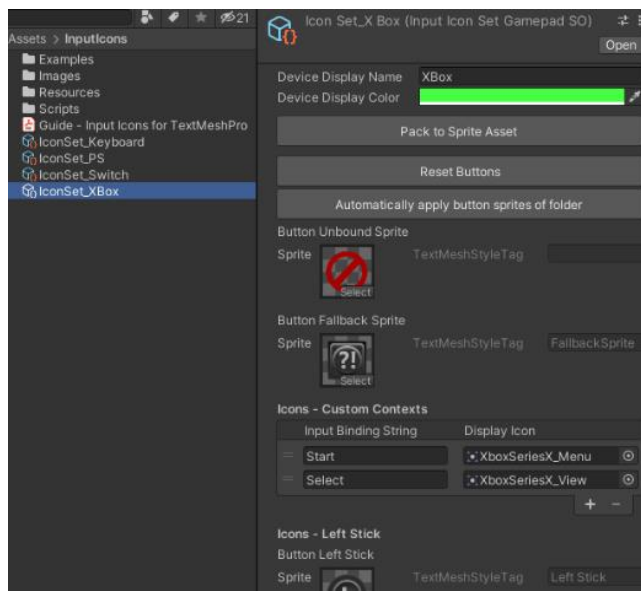 21
Assets > InputIcons
Examples
Images
Resources
Scripts
Guide - Input Icons for TextMeshPro
IconSet_Keyboard
IconSet_PS
IconSet_Switch
IconSet_XBox
Icon Set_X Box (Input Icon Set Gamepad SO)
Open
Device Display Name XBox
Device Display Color
Pack to Sprite Asset
Reset Buttons
Automatically apply button sprites of folder
Button Unbound Sprite
Sprite TextMeshStyleTag
Select
Button Fallback Sprite
Sprite ?! TextMeshStyleTag FallbackSprite
Select
Icons - Custom Contexts
Input Binding String Display Icon
Start XboxSeriesX_Menu
Select XboxSeriesX_View
+ -
Icons - Left Stick
Button Left Stick
Sprite TextMeshStyleTag Left Stick